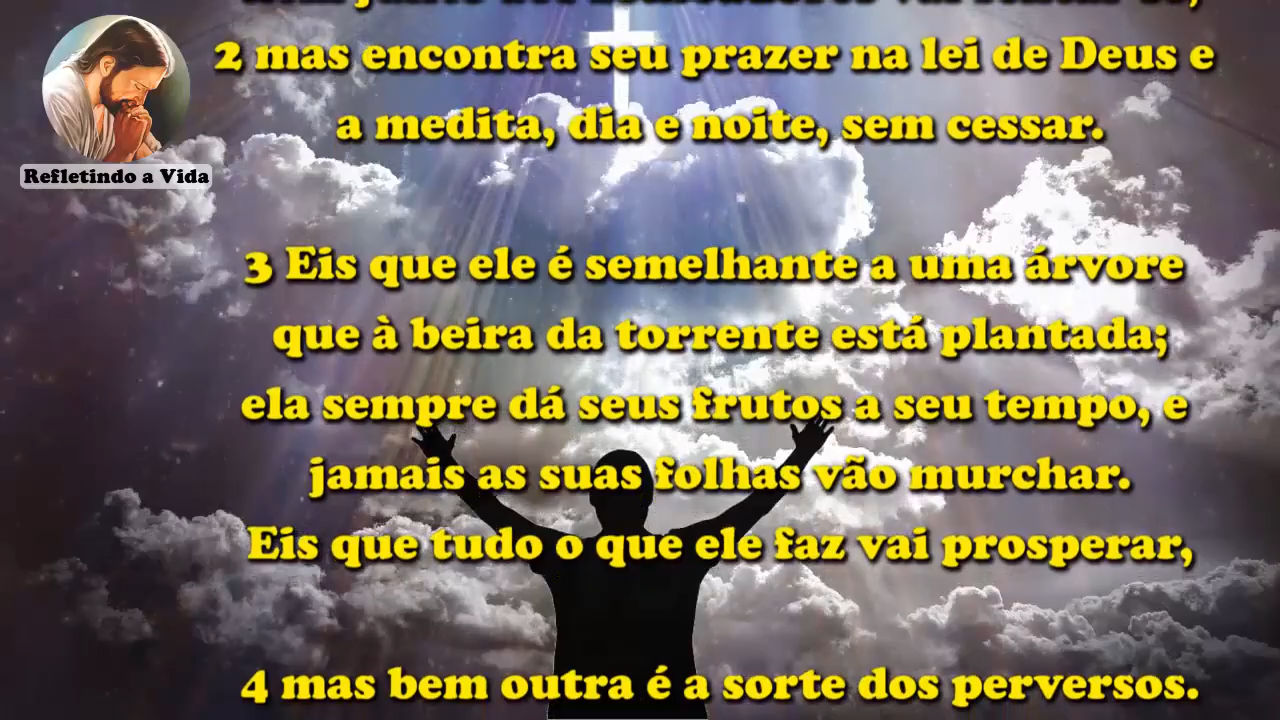 2 mas encontra seu prazer na lei de Deus e
a medita, dia e noite, sem cessar.
Refletindo a Vida
3 Eis que ele é semelhante a uma árvore
que à beira da torrente está plantada;
ela sempre dá seus frutos a seu tempo, e
jamais as suas folhas vão murchar.
Eis que tudo o que ele faz vai prosperar,
4 mas bem outra é a sorte dos perversos.